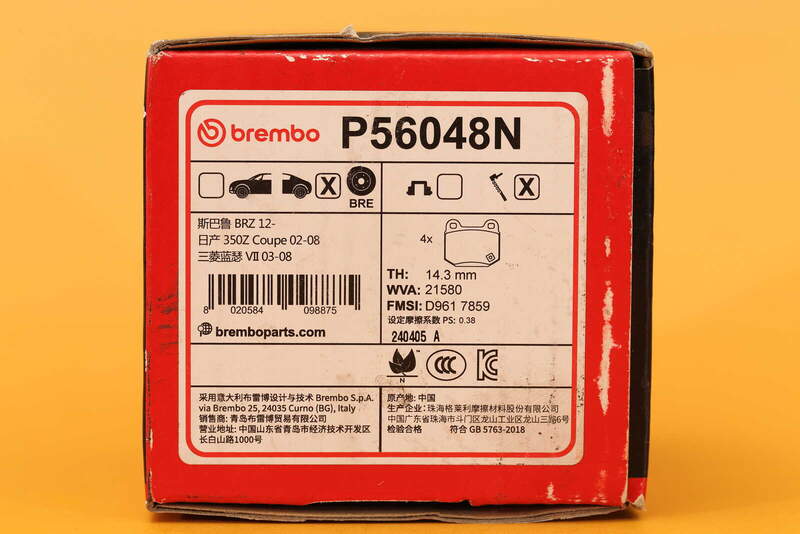 brembo P56048N
X
BRE
X
斯巴鲁 BRZ 12-
日产 350Z Coupe 02-08
三菱蓝瑟 VII 03-08
8 020584 098875
bremboparts.com
4x
TH: 14.3 mm
WVA: 21580
FMSI: D961 7859
设定摩擦系数 PS: 0.38
240405 A
N
CCC
采用意大利布雷博设计与技术 Brembo S.p.A.
via Brembo 25, 24035 Curno (BG), Italy
销售商: 青岛布雷博贸易有限公司
营业地址: 中国山东省青岛市经济技术开发区
长白山路1000号
原产地: 中国
生产企业: 珠海格莱利摩擦材料股份有限公司
中国广东省珠海市斗门区龙山工业区龙山三路6号
检验合格 符合 GB 5763-2018